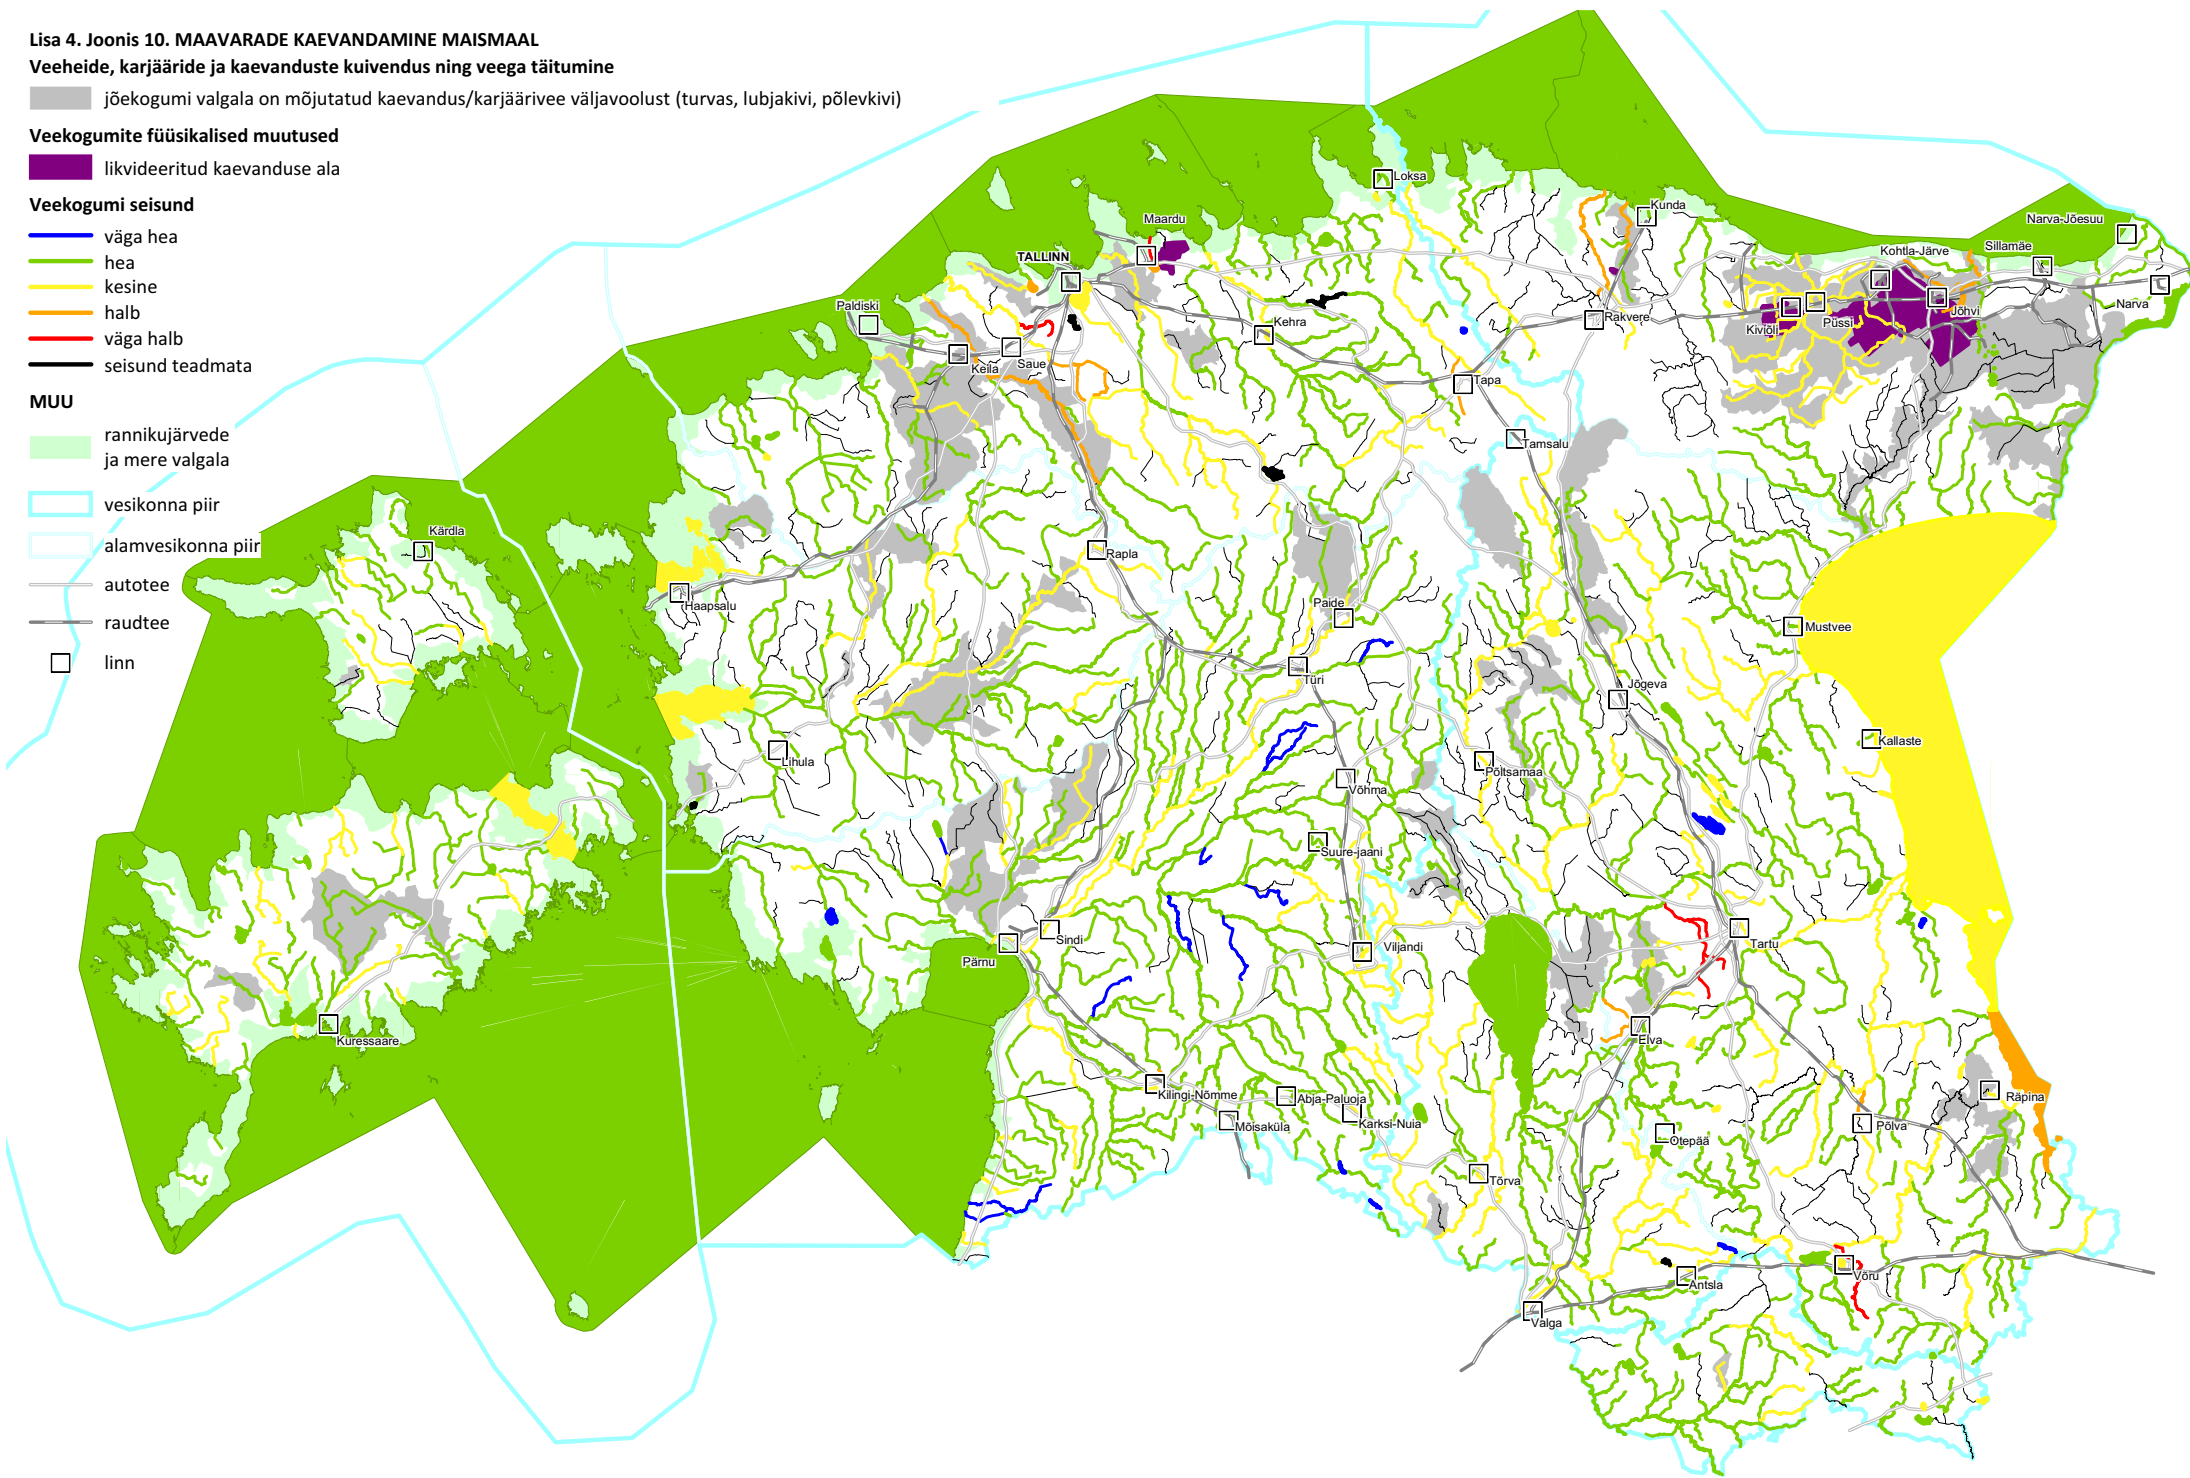 Lisa 4. Joonis 10. MAAVARADE KAEVANDAMINE MAISMAAL
Veeheide, karjääride ja kaevanduste kuivendus ning veega täitumine
jõekogumi valgala on mõjutatud kaevandus/karjäärivee väljavoolust (turvas, lubjakivi, põlevkivi)
Veekogumite füüsikalised muutused
likvideeritud kaevanduse ala
Veekogumi seisund
väga hea
hea
kesine
halb
väga halb
seisund teadmata
MUU
rannikujärvede
ja mere valgala
vesikonna piir
alamvesikonna piir
autotee
raudtee
linn
Loksa
Kunda
Maardu
Narva-Jõesuu
TALLINN
Kohtla-Järve
Sillamäe
Paldiski
Narva
Kehra
Rakvere
Kiviõli
Püssi
Jõhvi
Keila
Saue
Tapa
Tamsalu
Kärdla
Rapla
Haapsalu
Paide
Mustvee
Türi
Jõgeva
Kallaste
Lihula
Põltsamaa
Võhma
Suure-jaani
Sindi
Pärnu
Viljandi
Tartu
Kuressaare
Elva
Kilingi-Nõmme
Abja-Paluoja
Räpina
Mõisaküla
Karksi-Nuia
Põlva
Otepää
Tõrva
Võru
Antsla
Valga